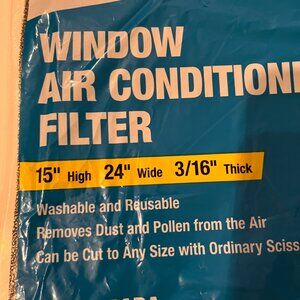 WINDOW
AIR CONDITION
FILTER
15" High 24" Wide 3/16" Thick
Washable and Reusable
Removes Dust and Pollen from the Air
Can be Cut to Any Size with Ordinary Sciss